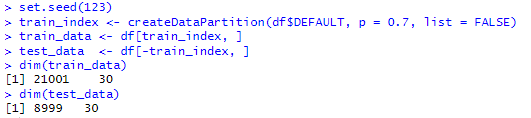 > set.seed(123)
> train_index <- createDataPartition(df$DEFAULT, p = 0.7, list = FALSE)
> train_data <- df[train_index, ]
> test_data  <- df[-train_index, ]
> dim(train_data)
[1] 21001    30
> dim(test_data)
[1] 8999   30